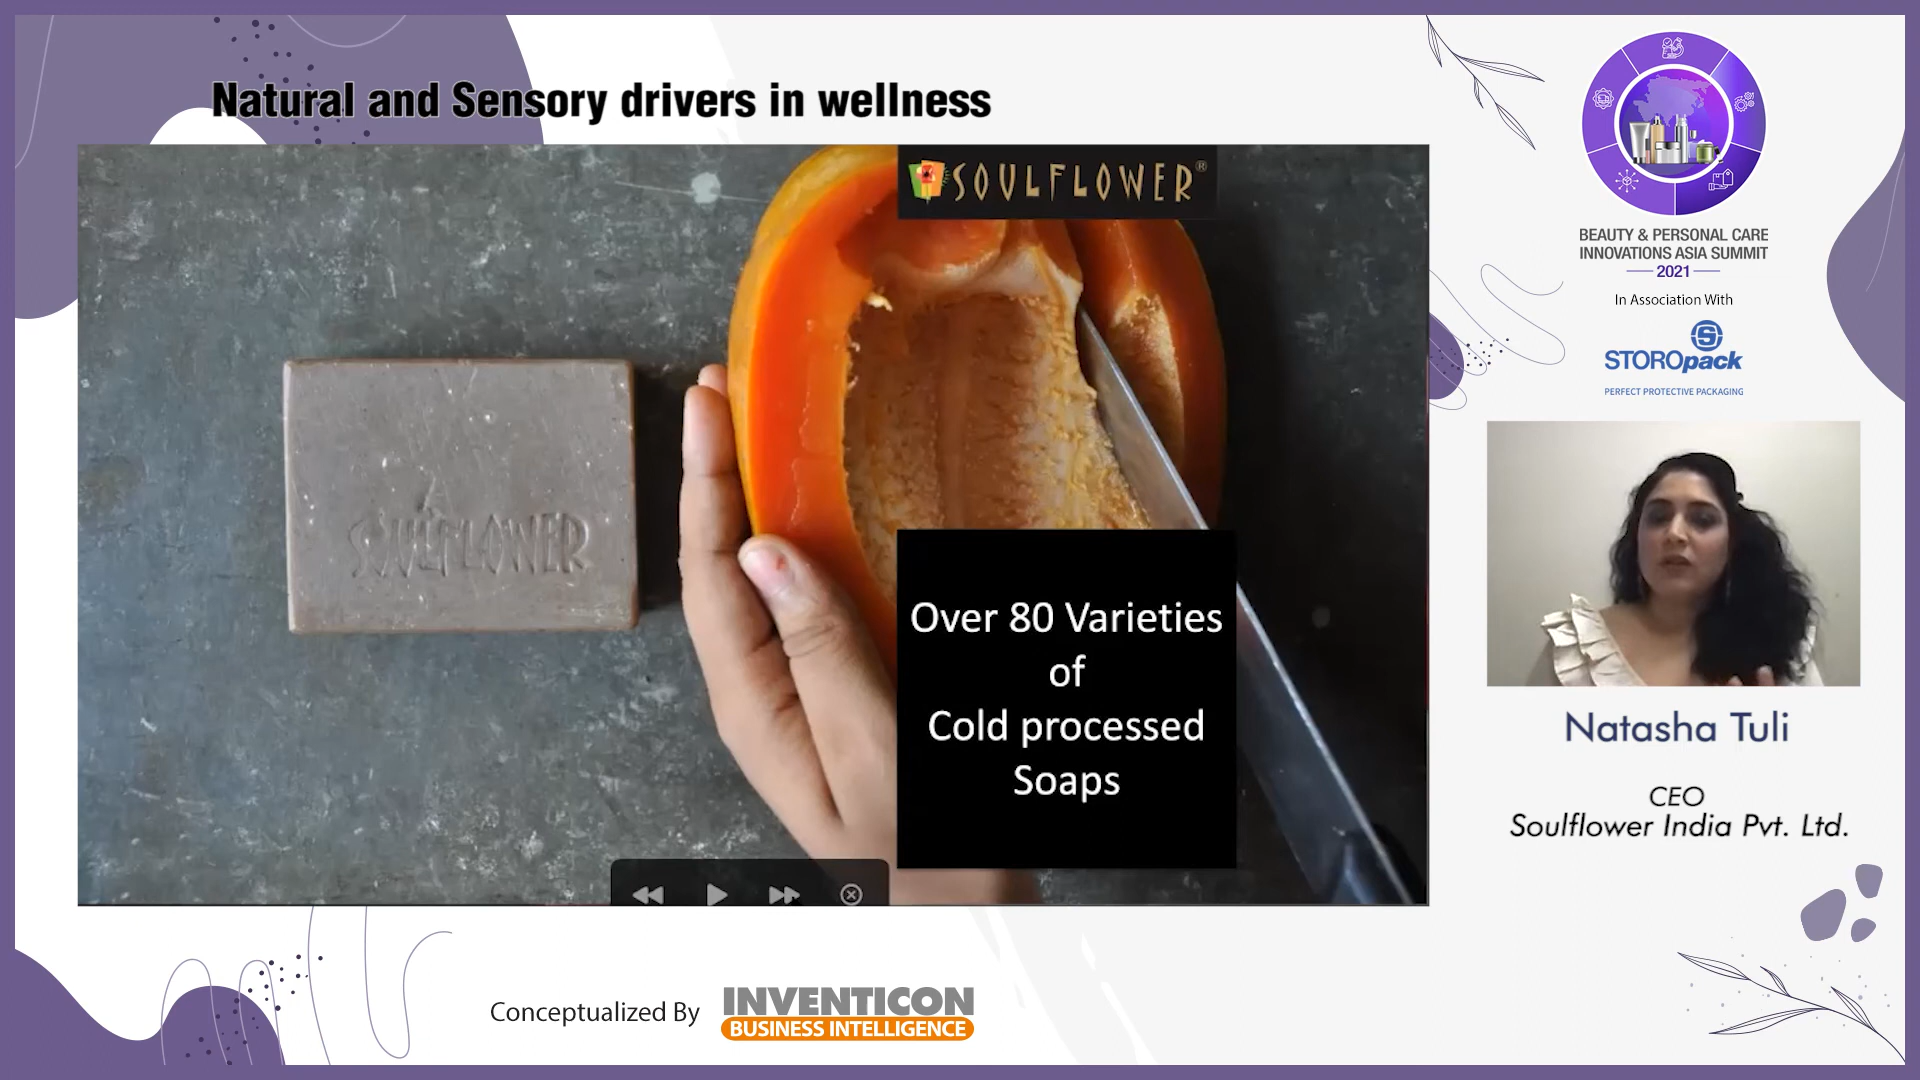 Natural and Sensory drivers in wellness
SOULFLOWER®
SOULFLOWER
Over 80 Varieties
of
Cold processed
Soaps
BEAUTY & PERSONAL CARE
INNOVATIONS ASIA SUMMIT
2021
In Association With
S
STOROpack
PERFECT PROTECTIVE PACKAGING
Natasha Tuli
CEO
Soulflower India Pvt. Ltd.
Conceptualized By
INVENTICON
BUSINESS INTELLIGENCE